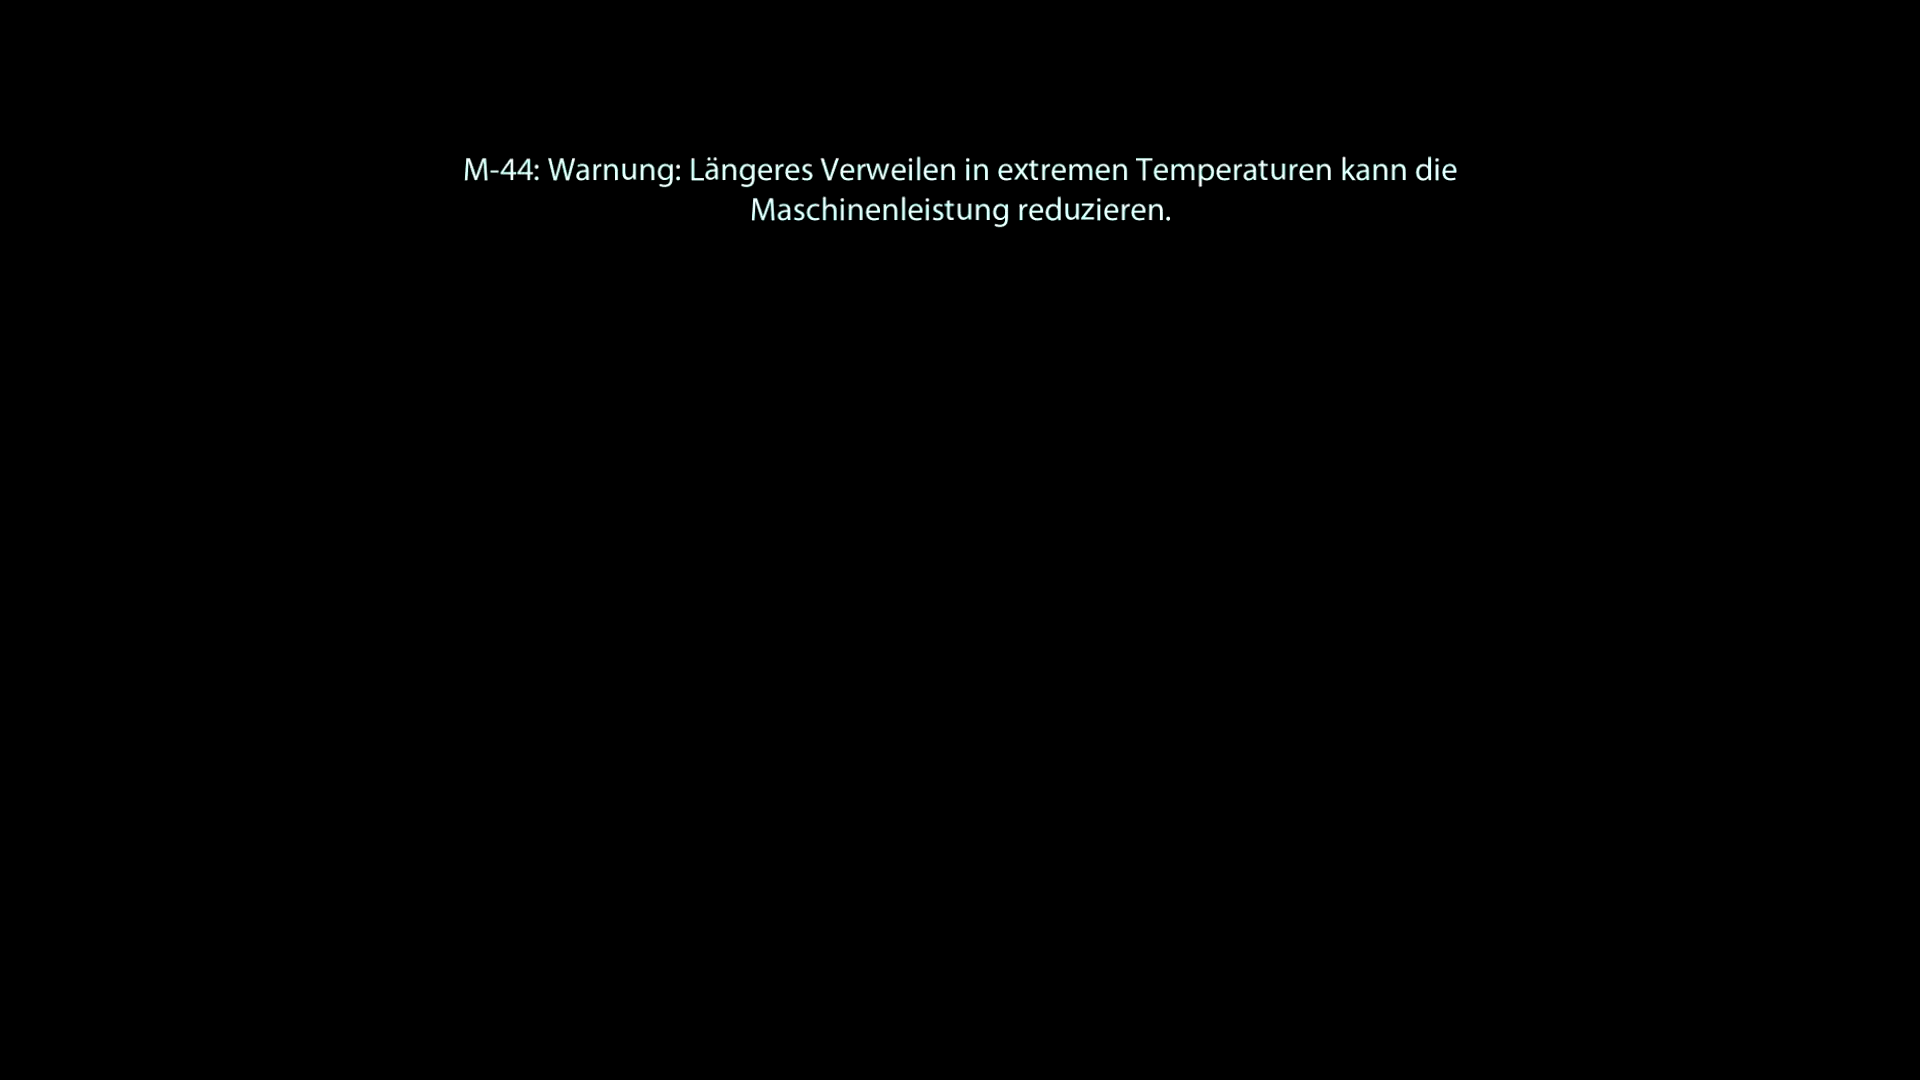 M-44: Warnung: Längeres Verweilen in extremen Temperaturen kann die
Maschinenleistung reduzieren.